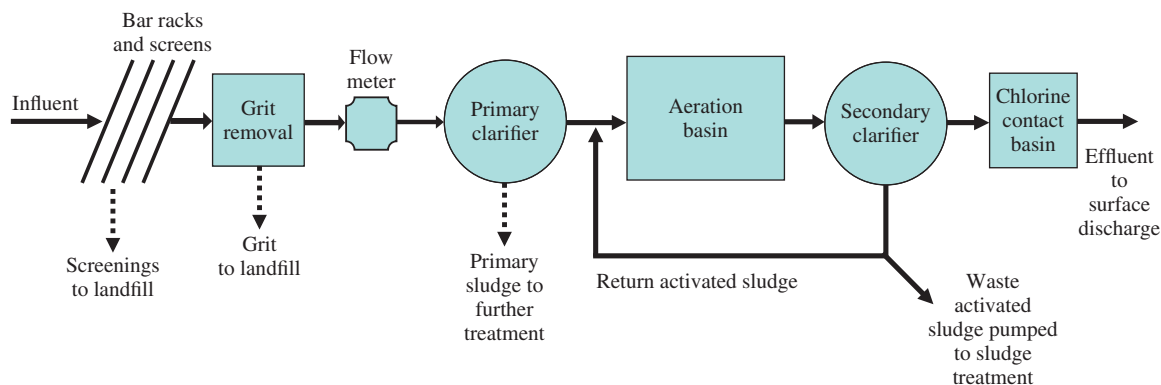 Bar racks
and screens
Influent
Grit
removal
Flow
meter
Primary
clarifier
Aeration
basin
Secondary
clarifier
Chlorine
contact
basin
Effluent
to
surface
discharge
Screenings
to landfill
Grit
to landfill
Primary
sludge to
further
treatment
Return activated sludge
Waste
activated
sludge pumped
to sludge
treatment